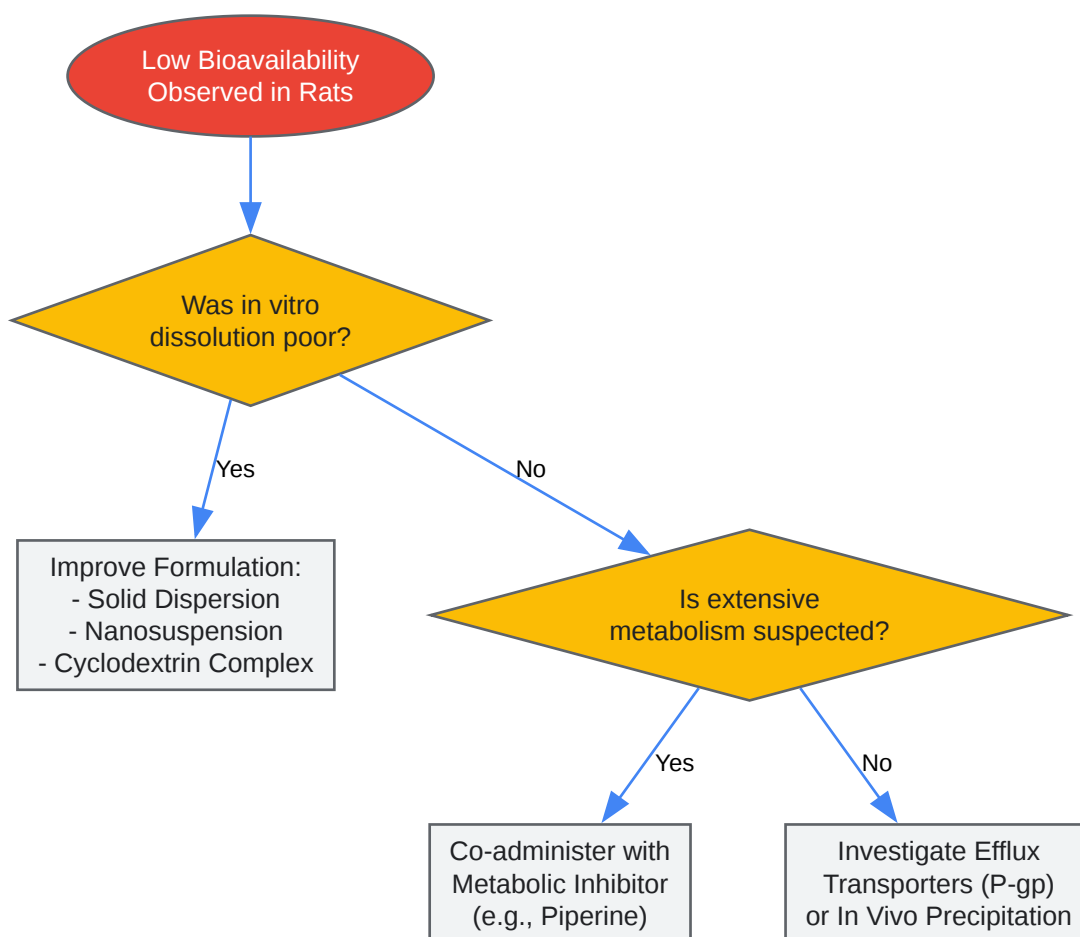 Low Bioavailability
Observed in Rats
Was in vitro
dissolution poor?
Yes
No
Improve Formulation:
- Solid Dispersion
- Nanosuspension
- Cyclodextrin Complex
Is extensive
metabolism suspected?
Yes
No
Co-administer with
Metabolic Inhibitor
(e.g., Piperine)
Investigate Efflux
Transporters (P-gp)
or In Vivo Precipitation